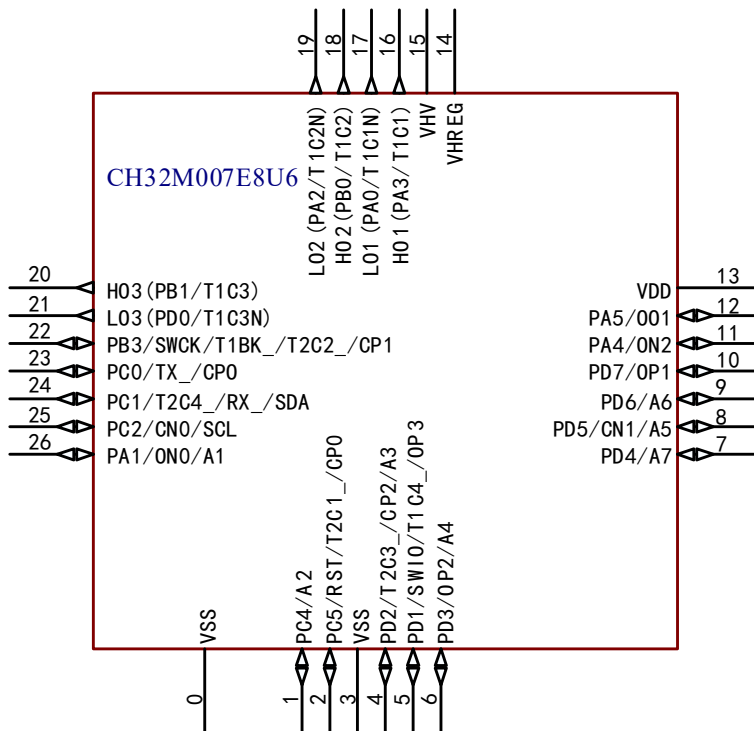 19
18
17
16
15
14
LO2(PA2/T1C2N)
HO2(PB0/T1C2)
LO1(PA0/T1C1N)
HO1(PA3/T1C1)
VHV
VHREG
CH32M007E8U6
20
HO3(PB1/T1C3)
21
LO3(PD0/T1C3N)
22
PB3/SWCK/T1BK_/T2C2_/CP1
23
PC0/TX_/CP0
24
PC1/T2C4_/RX_/SDA
25
PC2/CN0/SCL
26
PA1/ON0/A1
VDD
13
PA5/OO1
12
PA4/ON2
11
PD7/OP1
10
PD6/A6
9
PD5/CN1/A5
8
PD4/A7
7
VSS
PC4/A2
PC5/RST/T2C1_/CP0
VSS
PD2/T2C3_/CP2/A3
PD1/SWIO/T1C4_/OP3
PD3/OP2/A4
0
1
2
3
4
5
6